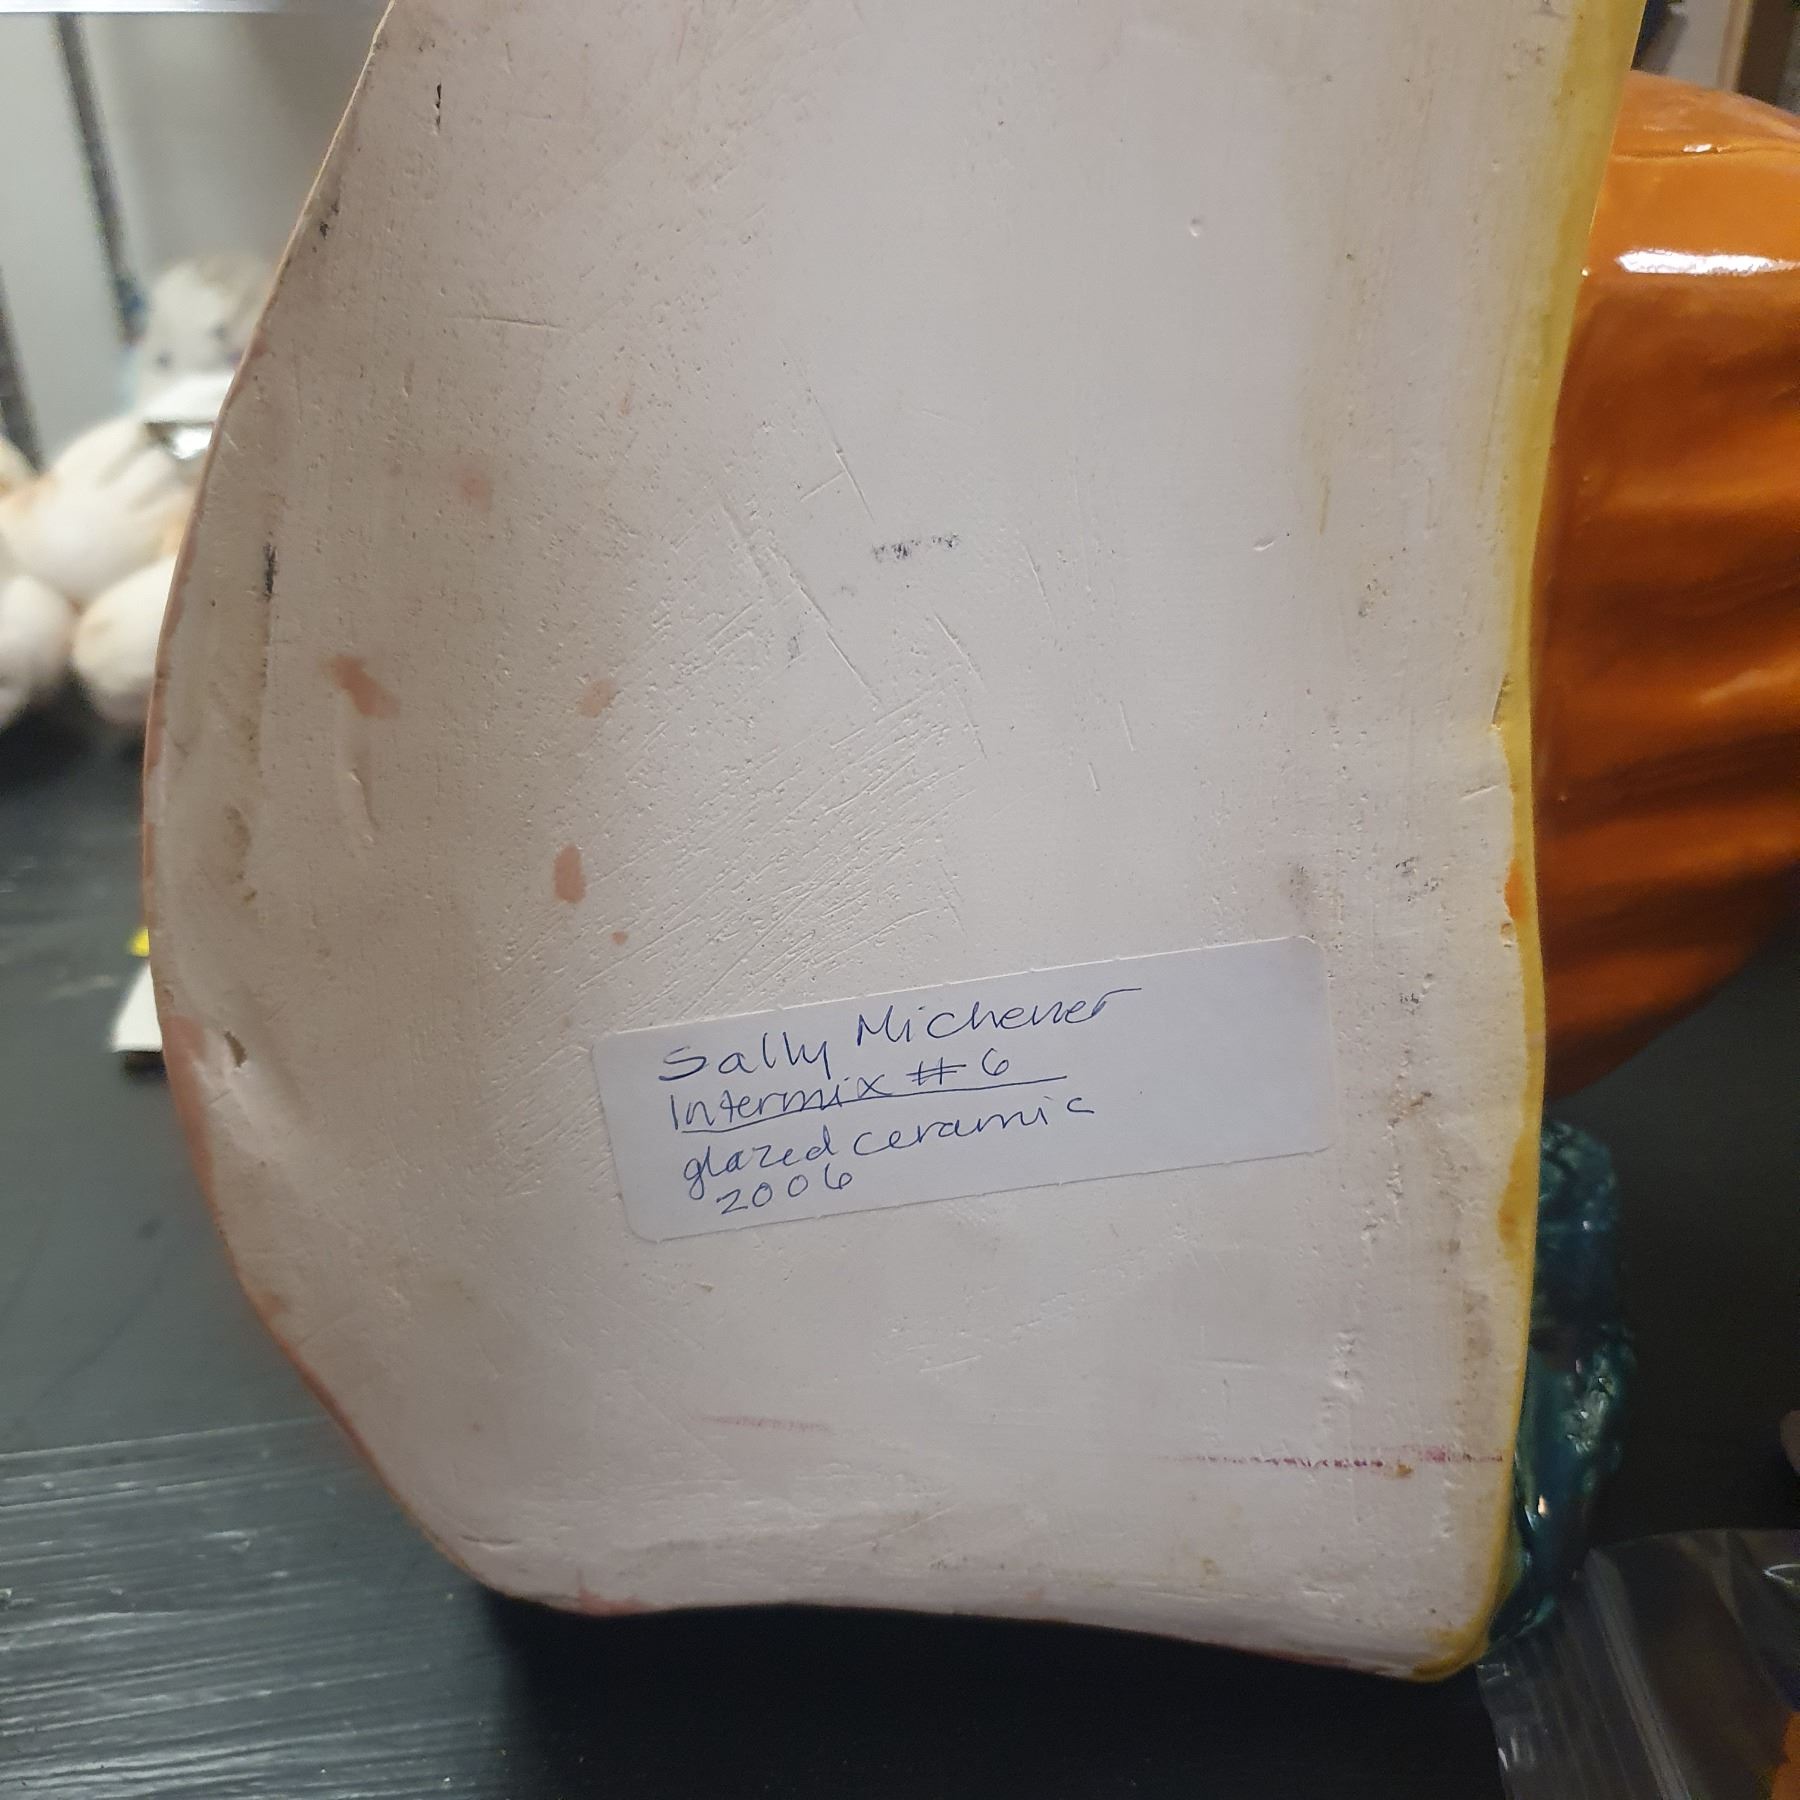 Sally Michener
Intermix #6
glazed ceramic
2006